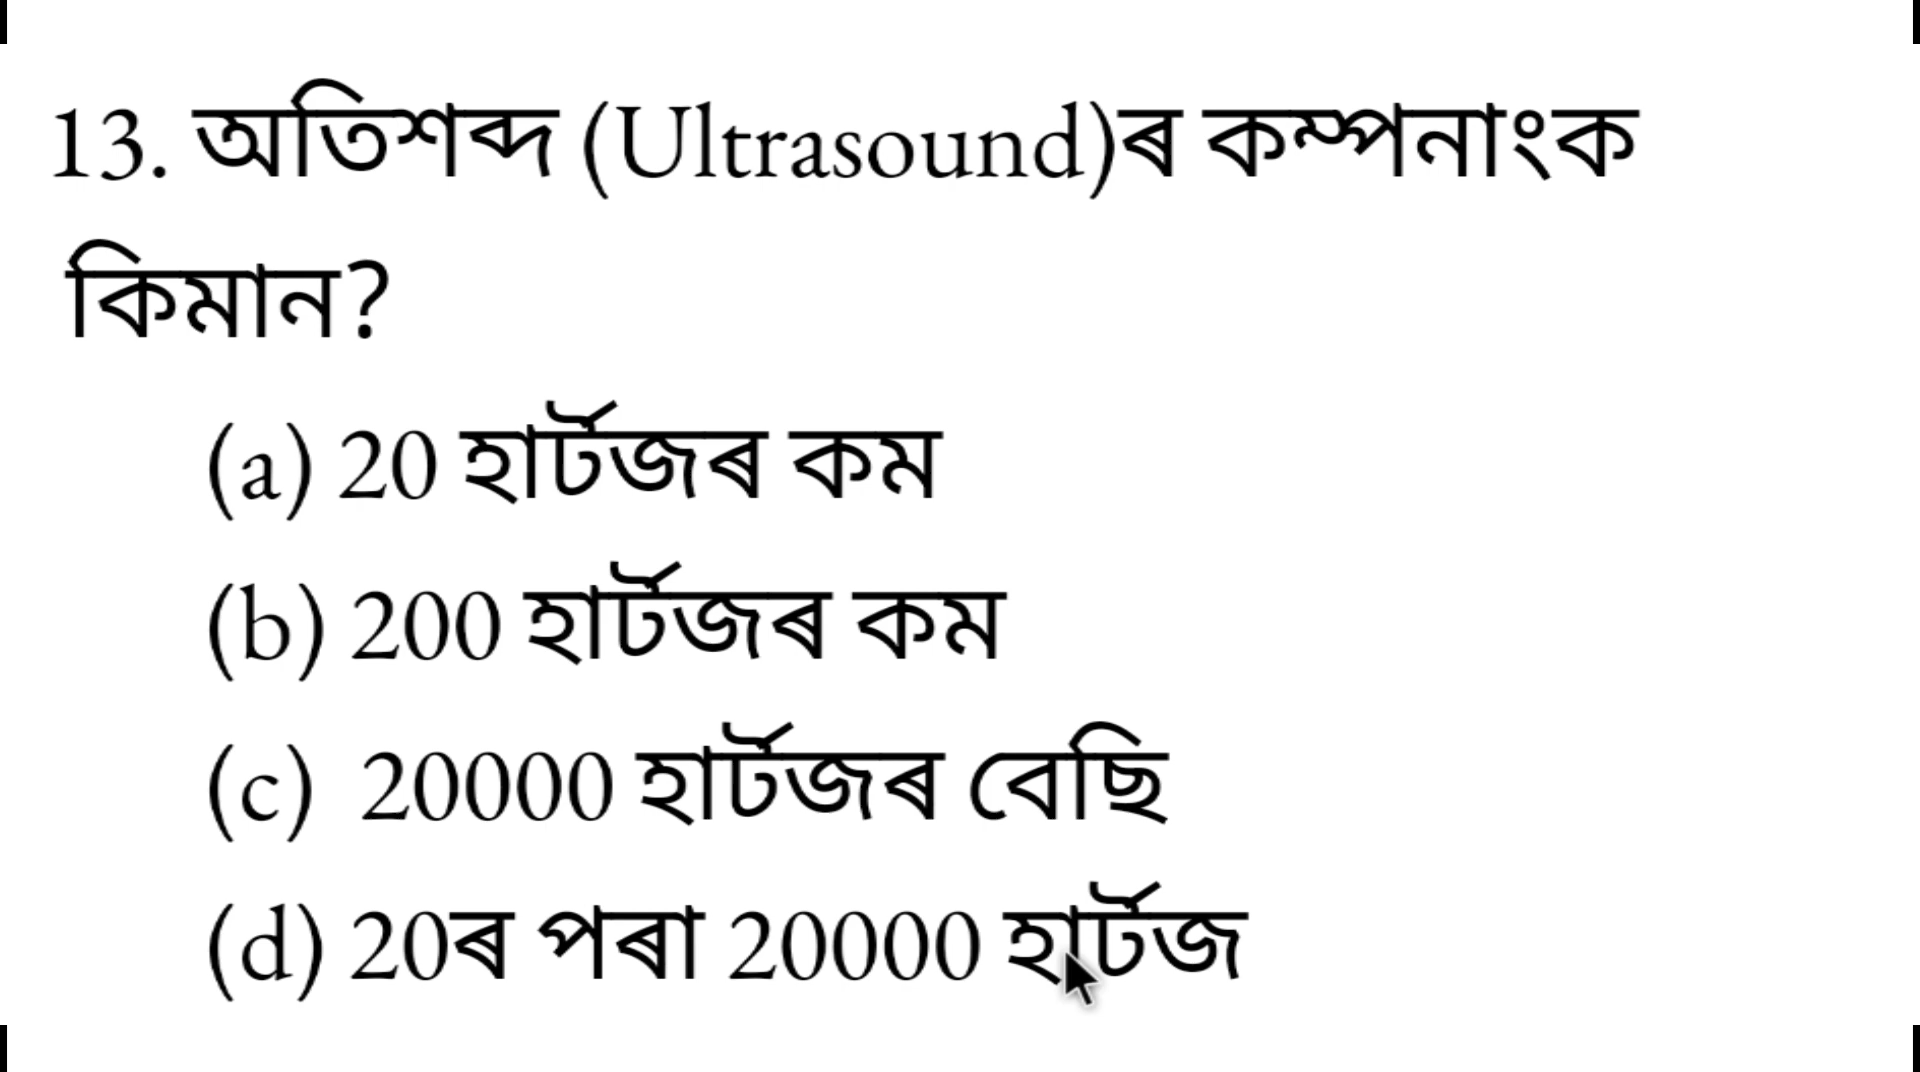 13. অতিশব্দ (Ultrasound)ৰ কম্পনাংক
কিমান?
(a) 20 হাৰ্টজৰ কম
(b) 200 হাৰ্টজৰ কম
(c) 20000 হাৰ্টজৰ বেছি
(d) 20ৰ পৰা 20000 হাৰ্টজ